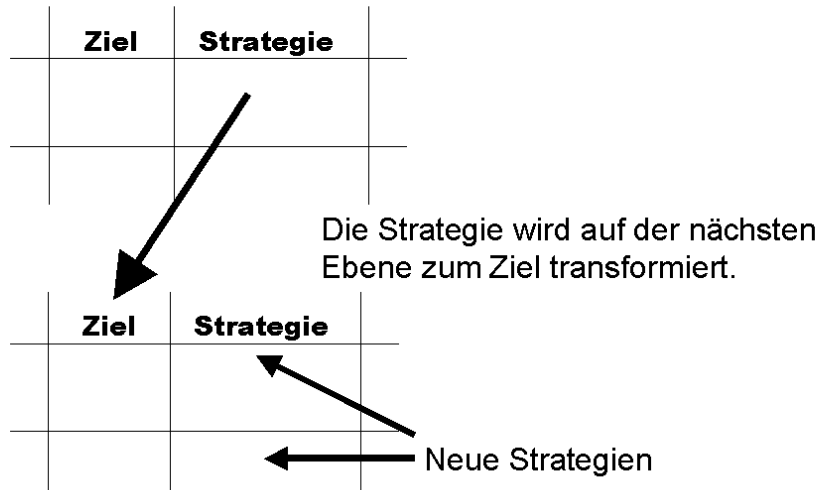 Ziel Strategie
Die Strategie wird auf der nächsten
Ebene zum Ziel transformiert.
Ziel Strategie
Neue Strategien